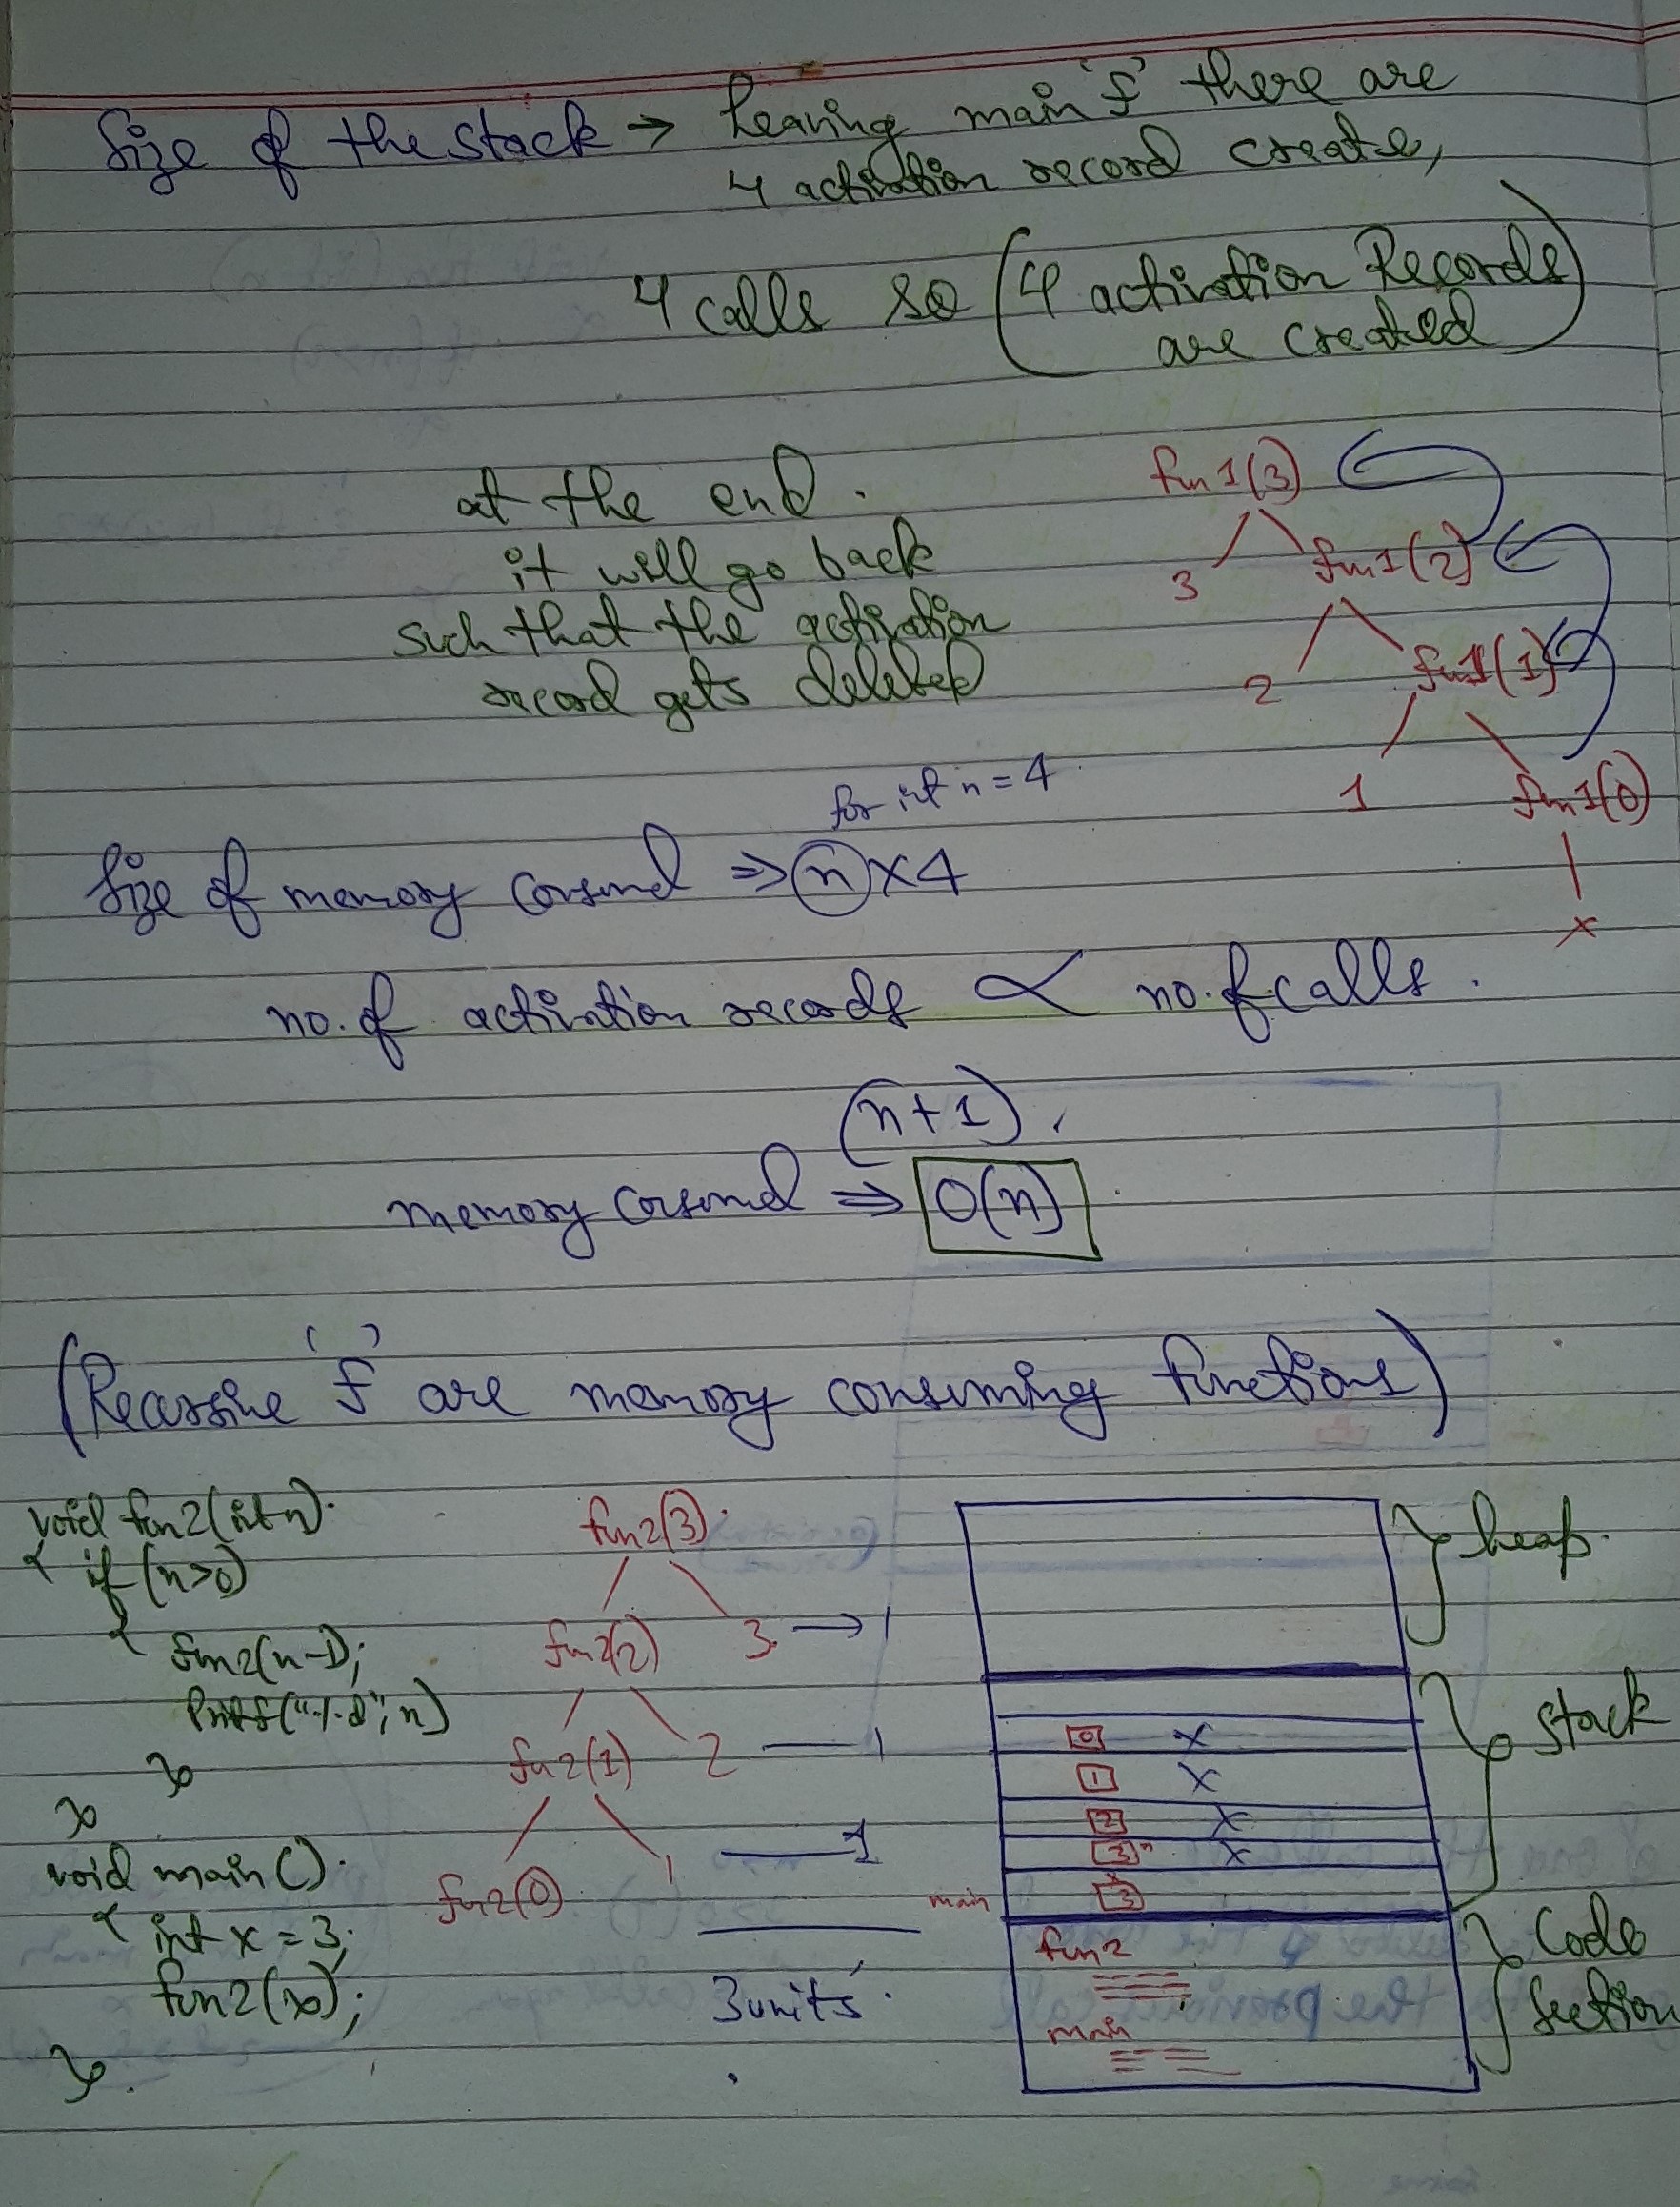 Size of the stack → Leaving main 'f' there are
4 activation record create,
4 calls so (4 activation Records
are created)
at the end.
it will go back
such that the activation
record gets deleted
fun1(3)
3 fun1(2)
2 fun1(1)
1 fun1(0)
x
for int n = 4
Size of memory consumed ⇒ (n) x 4
no. of activation records ∝ no. of calls.
(n+1).
memory consumed ⇒ O(n)
(Recursive 'f' are memory consuming functions)
void fun2(int n)
{ if (n>0)
{ fun2(n-1);
printf("%d", n)
}
}
void main ()
{ int x = 3;
fun2(x);
}
fun2(3)
fun2(2) 3 → 1
fun2(1) 2 — 1
fun2(0) 1 — 1
3 units
heap
0 x
1 x
2 x
3 n x
main x 3
stack
fun2
main
Code
Section